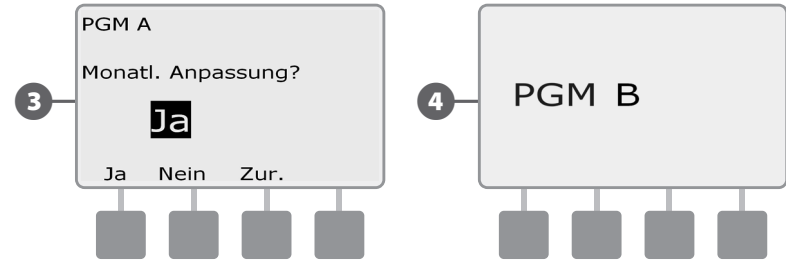 3
PGM A
Monatl. Anpassung?
Ja
Ja Nein Zur.
4
PGM B